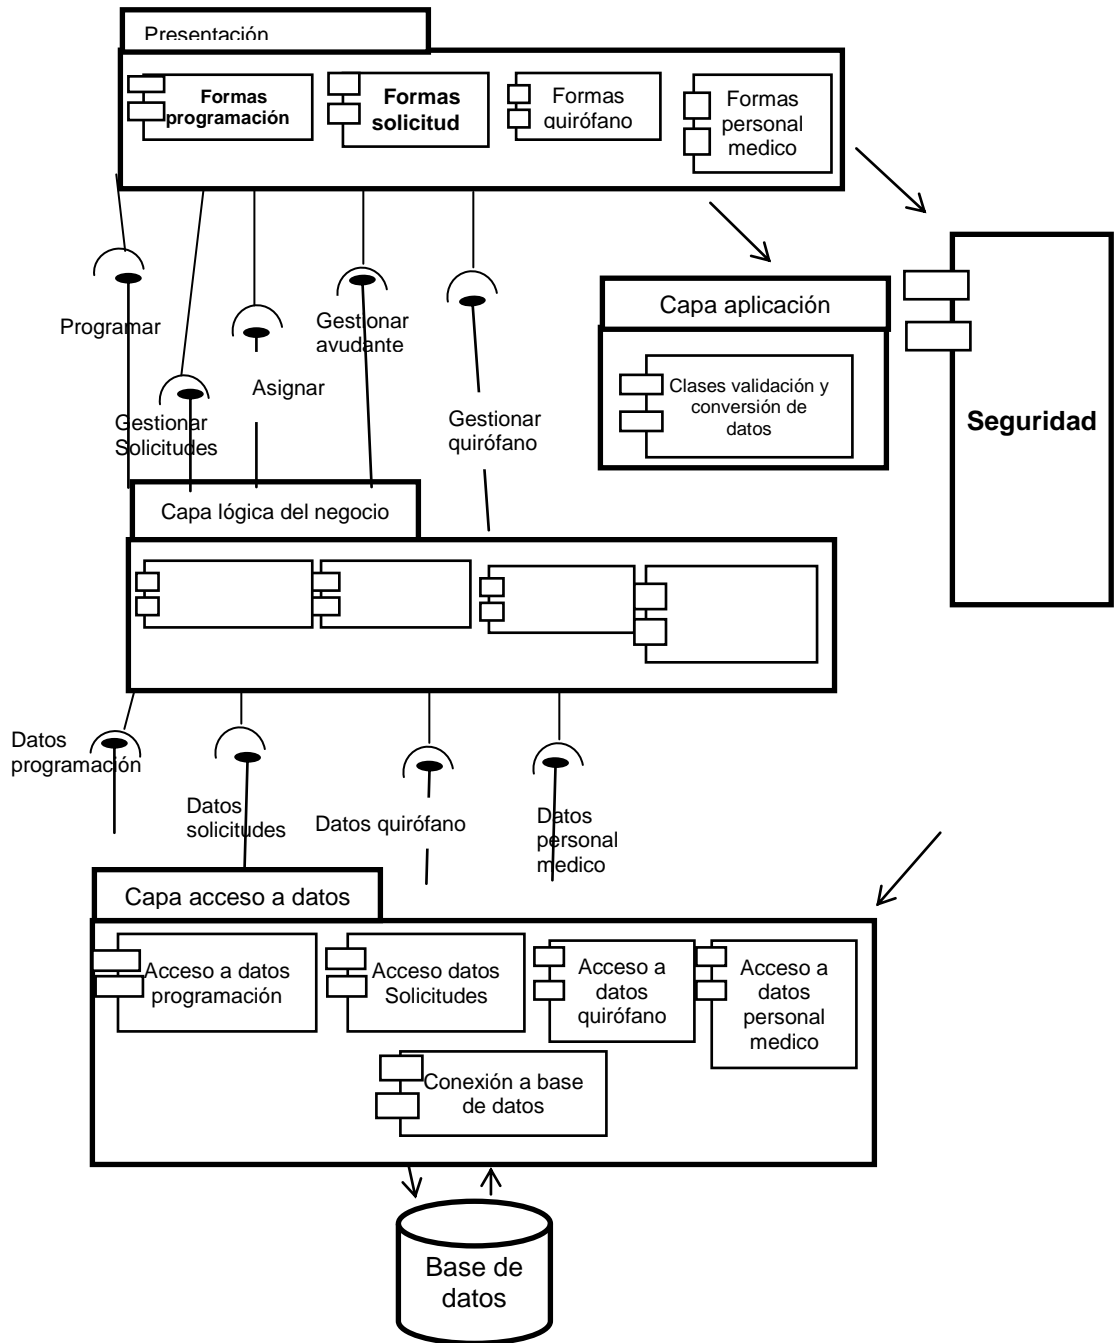 Presentación
Formas
programación
Formas
solicitud
Formas
quirófano
Formas
personal
medico
Programar
Gestionar
Solicitudes
Asignar
Gestionar
avudante
Gestionar
quirófano
Capa aplicación
Clases validación y
conversión de
datos
Seguridad
Capa lógica del negocio
Datos
programación
Datos
solicitudes
Datos quirófano
Datos
personal
medico
Capa acceso a datos
Acceso a datos
programación
Acceso datos
Solicitudes
Acceso a
datos
quirófano
Acceso a
datos
personal
medico
Conexión a base
de datos
Base de
datos